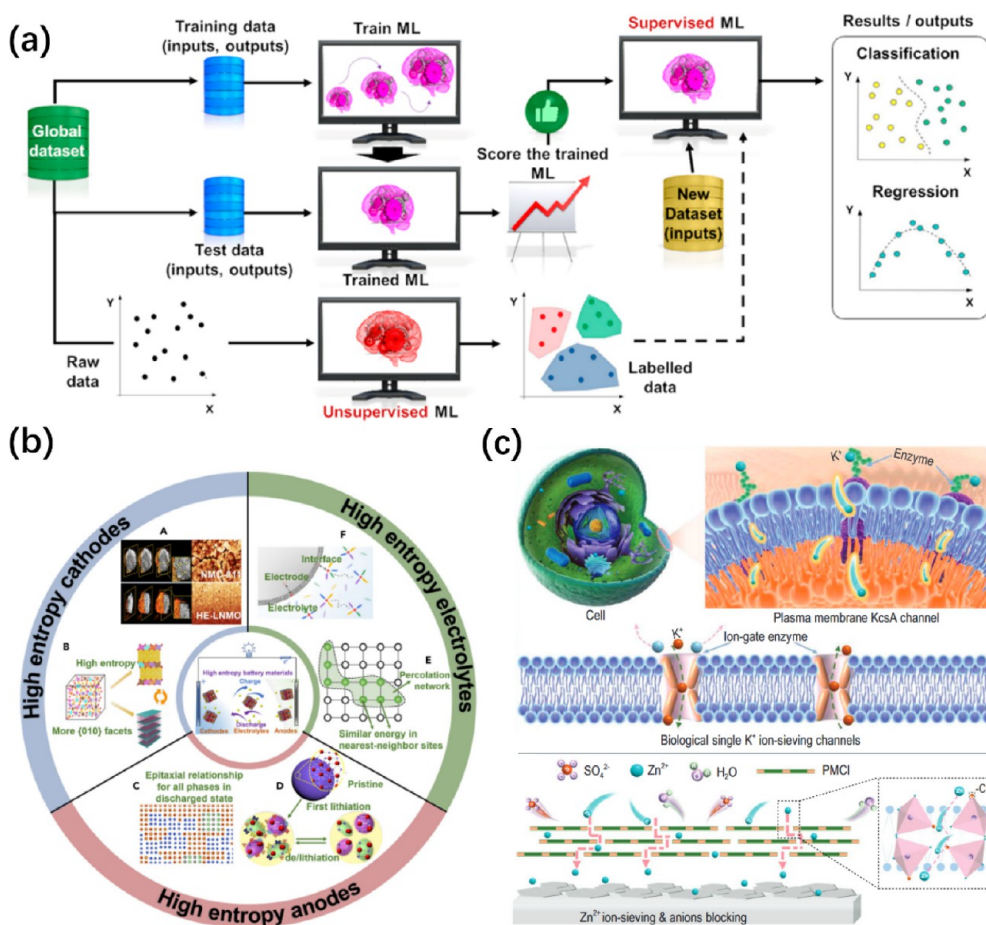 (a)
Training data
(inputs, outputs)
Train ML
Supervised ML
Results / outputs
Classification
Y
X
Global
dataset
Score the trained
ML
New
Dataset
(inputs)
Regression
Y
X
Test data
(inputs, outputs)
Trained ML
Raw
data
Y
X
Unsupervised ML
Y
X
Labelled
data
(b)
High entropy cathodes
High entropy electrolytes
High entropy anodes
A
NMC-811
HE-LNMO
B
High entropy
More {010} facets
C
Epitaxial relationship
for all phases in
discharged state
D
Pristine
First lithiation
de/lithiation
E
Percolation
network
Similar energy in
nearest-neighbor sites
F
Interface
Electrode
Electrolyte
High entropy battery materials
Charge
Discharge
Cathodes
Electrolytes
Anodes
(c)
K⁺
Enzyme
Cell
Plasma membrane KcsA channel
K⁺
Ion-gate enzyme
Biological single K⁺ ion-sieving channels
SO₄²⁻
Zn²⁺
H₂O
PMCl
Zn²⁺ion-sieving & anions blocking